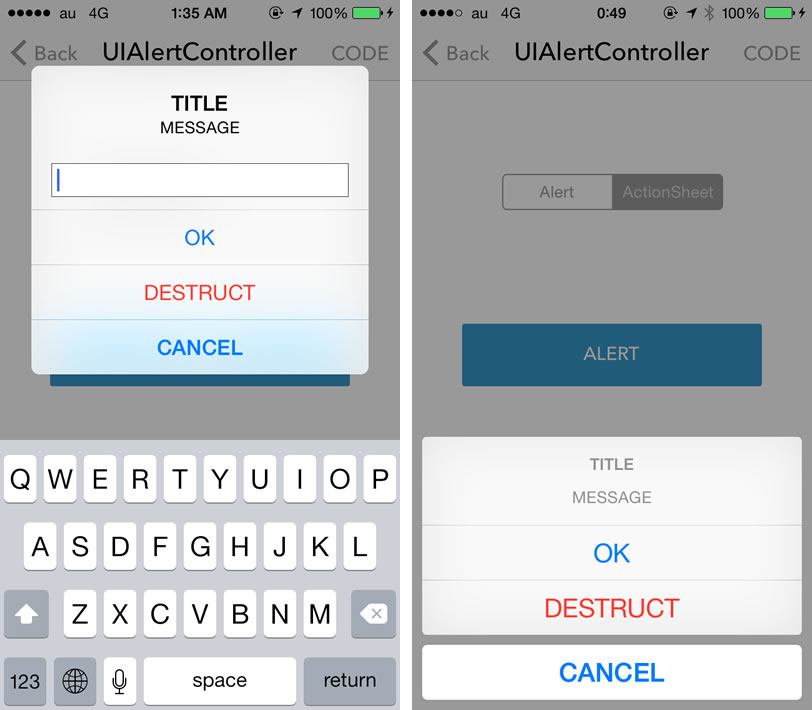 au 4G 1:35 AM 100%
Back UIAlertController CODE
TITLE
MESSAGE
OK
DESTRUCT
CANCEL
Q W E R T Y U I O P
A S D F G H J K L
Z X C V B N M
123 space return
au 4G 0:49 100%
Back UIAlertController CODE
Alert ActionSheet
ALERT
TITLE
MESSAGE
OK
DESTRUCT
CANCEL